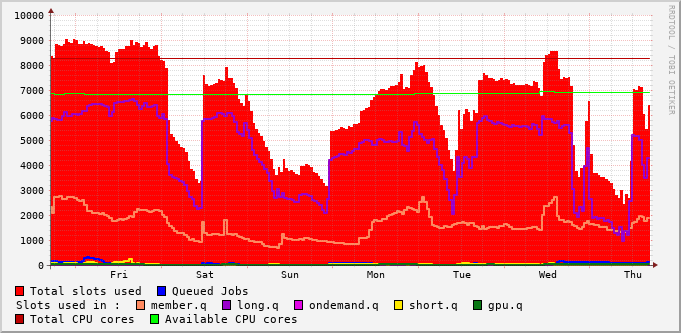 10000
9000
8000
7000
6000
5000
4000
3000
2000
1000
0
Fri Sat Sun Mon Tue Wed Thu
RRDTOOL / TOBI OETIKER
Total slots used Queued Jobs
Slots used in : member.q long.q ondemand.q short.q gpu.q
Total CPU cores Available CPU cores